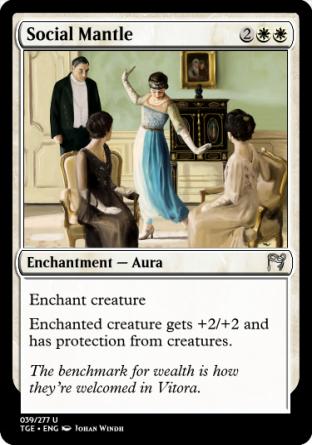 Social Mantle 2
Enchantment — Aura
Enchant creature
Enchanted creature gets +2/+2 and
has protection from creatures.
The benchmark for wealth is how
they're welcomed in Vitora.
039/277 U
TGE • ENG Johan Windh